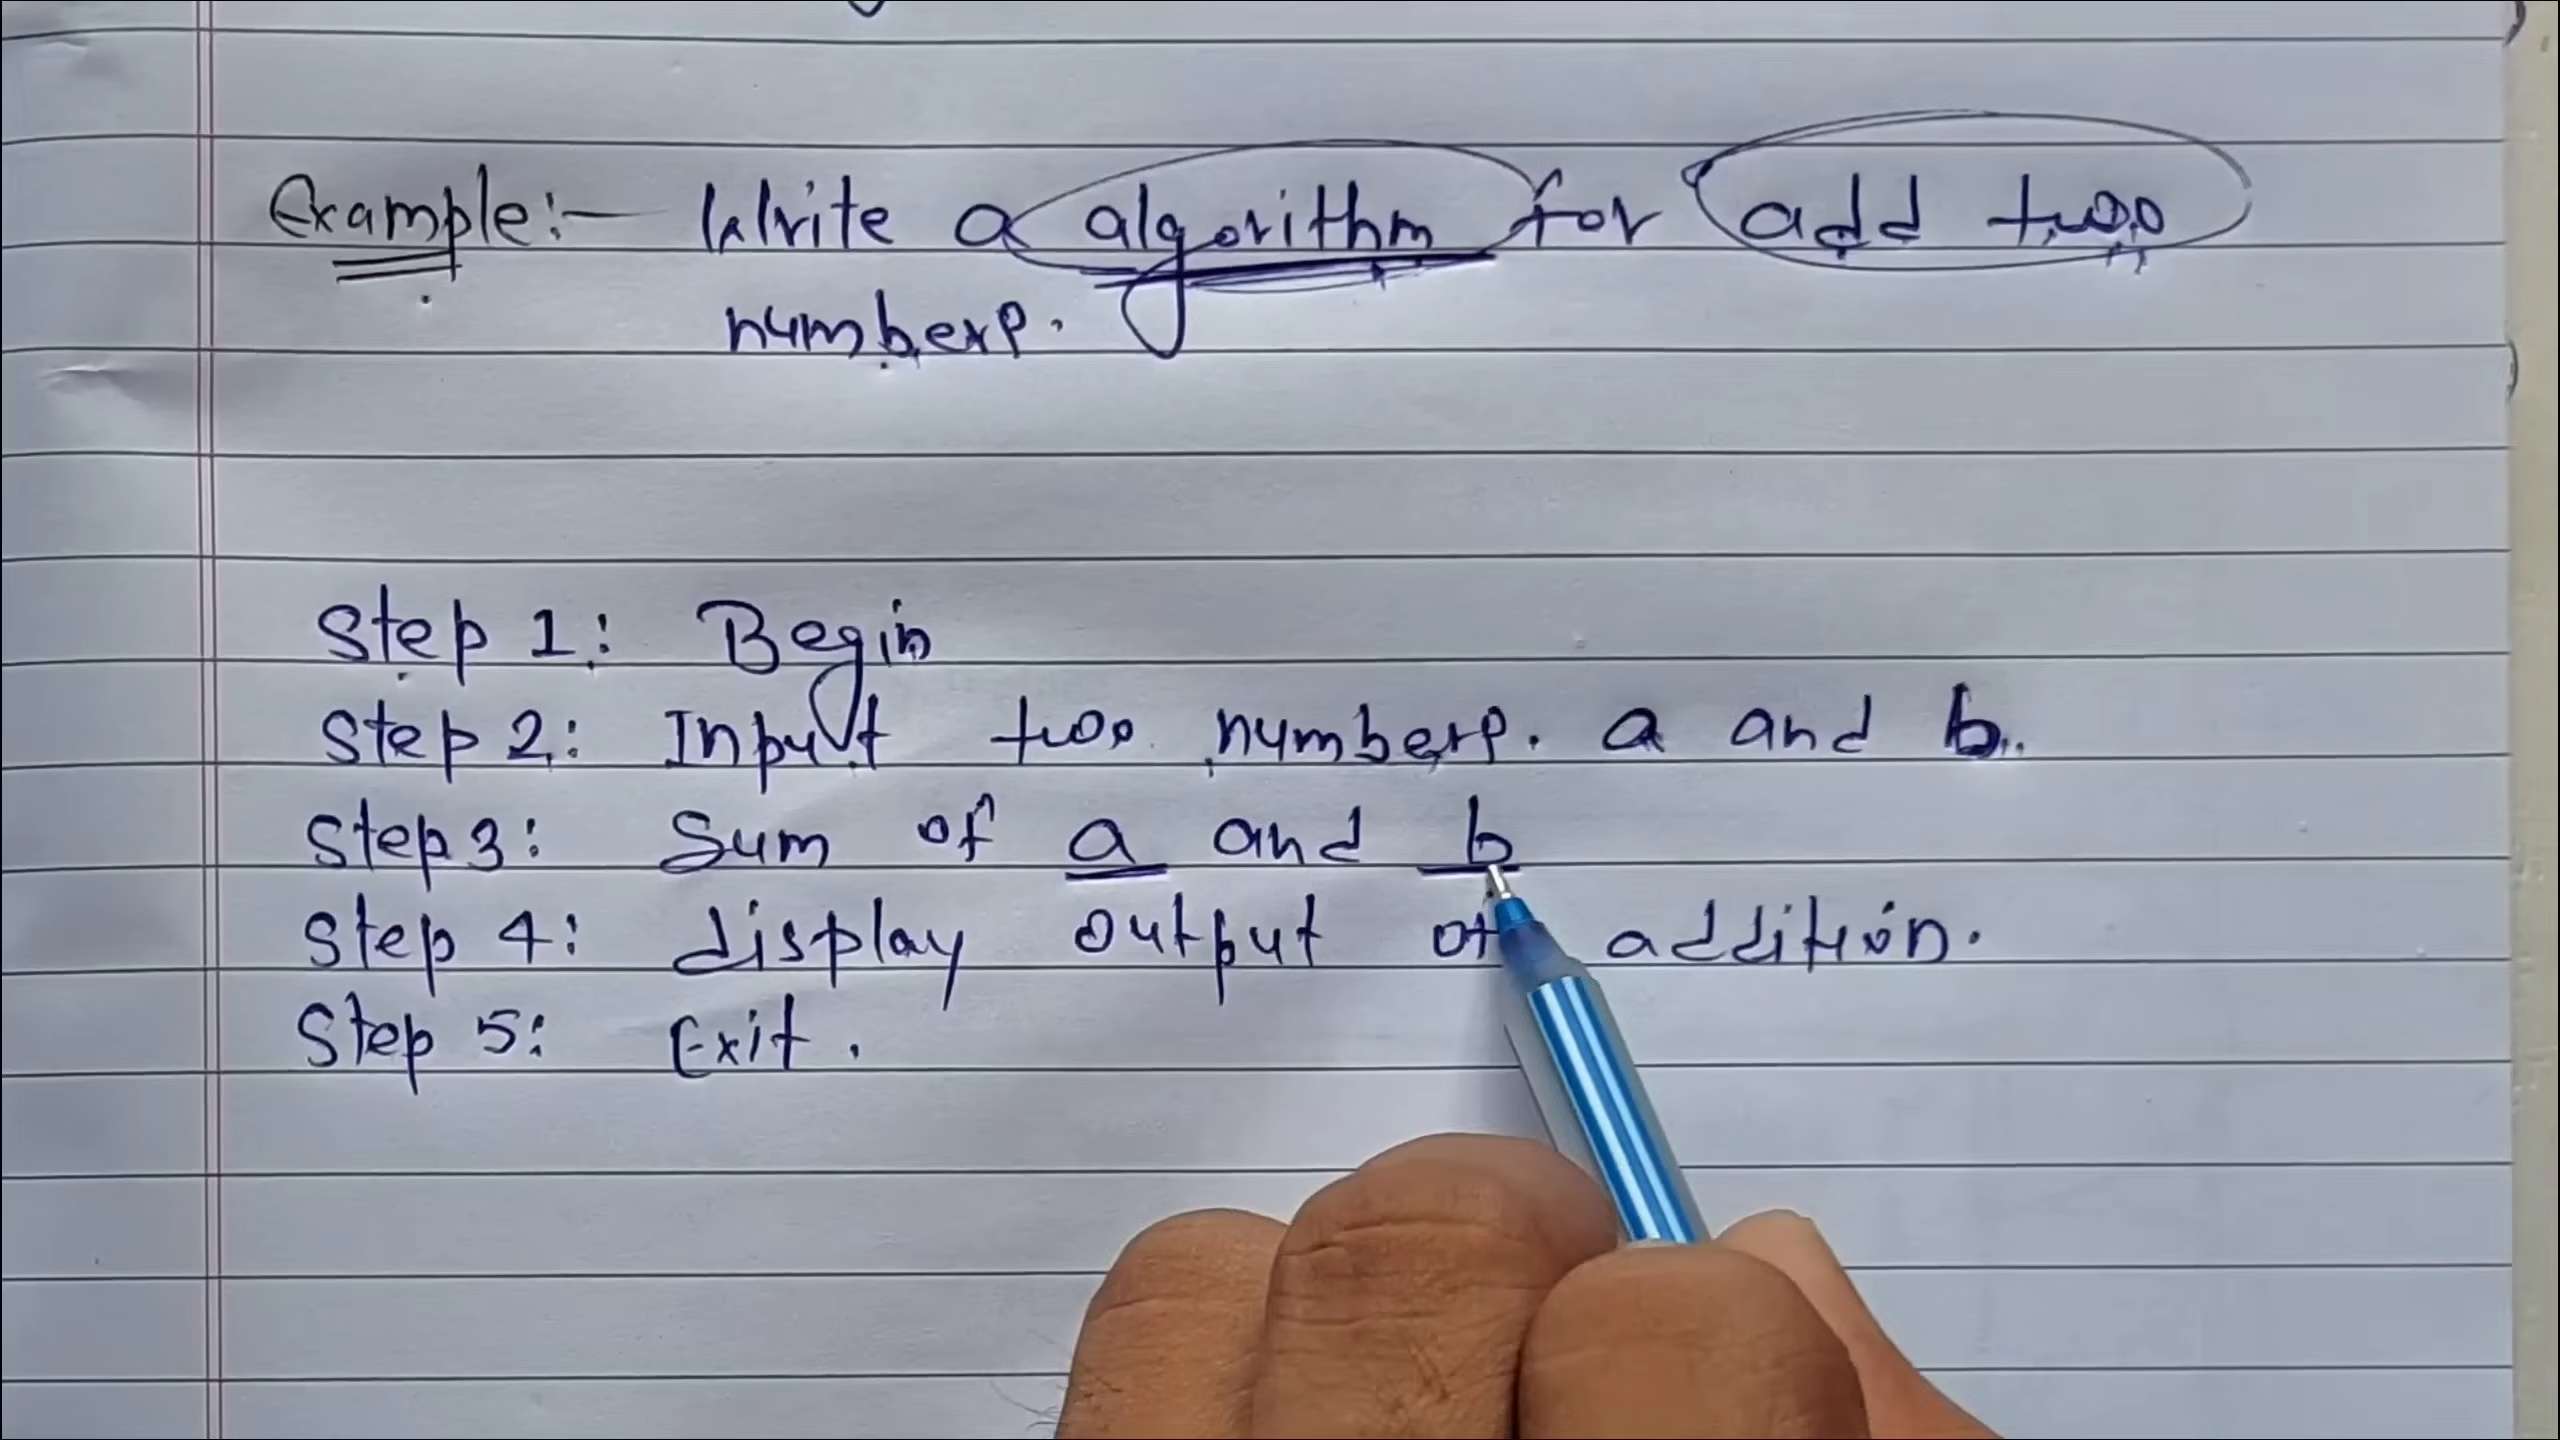 Example:- Write a algorithm for add two
numbers.
Step 1: Begin
Step 2: Input two numbers. a and b.
Step 3: Sum of a and b
Step 4: display output of addition.
Step 5: Exit.